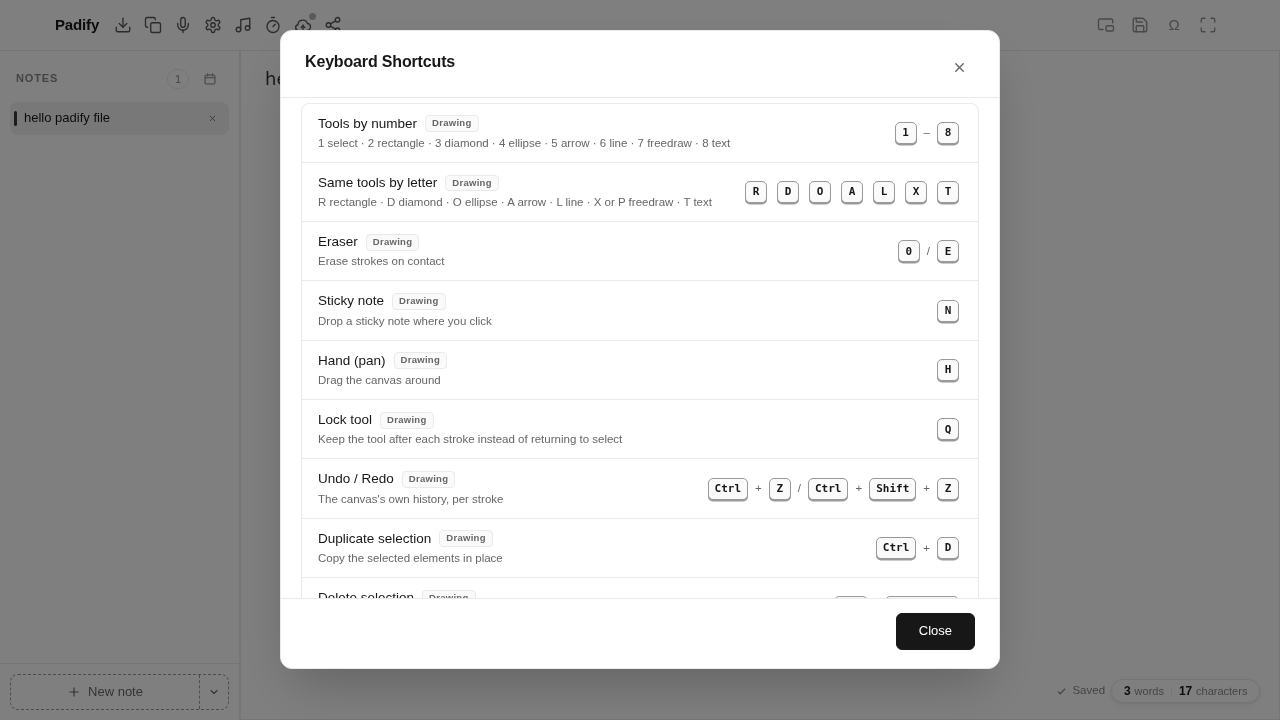 Padify
Keyboard Shortcuts
NOTES 1
hello padify file
he
Tools by number Drawing
1 select · 2 rectangle · 3 diamond · 4 ellipse · 5 arrow · 6 line · 7 freedraw · 8 text
1 – 8
Same tools by letter Drawing
R rectangle · D diamond · O ellipse · A arrow · L line · X or P freedraw · T text
R D O A L X T
Eraser Drawing
Erase strokes on contact
0 / E
Sticky note Drawing
Drop a sticky note where you click
N
Hand (pan) Drawing
Drag the canvas around
H
Lock tool Drawing
Keep the tool after each stroke instead of returning to select
Q
Undo / Redo Drawing
The canvas's own history, per stroke
Ctrl + Z / Ctrl + Shift + Z
Duplicate selection Drawing
Copy the selected elements in place
Ctrl + D
Delete selection Drawing
Close
New note
Saved 3 words 17 characters
Ω